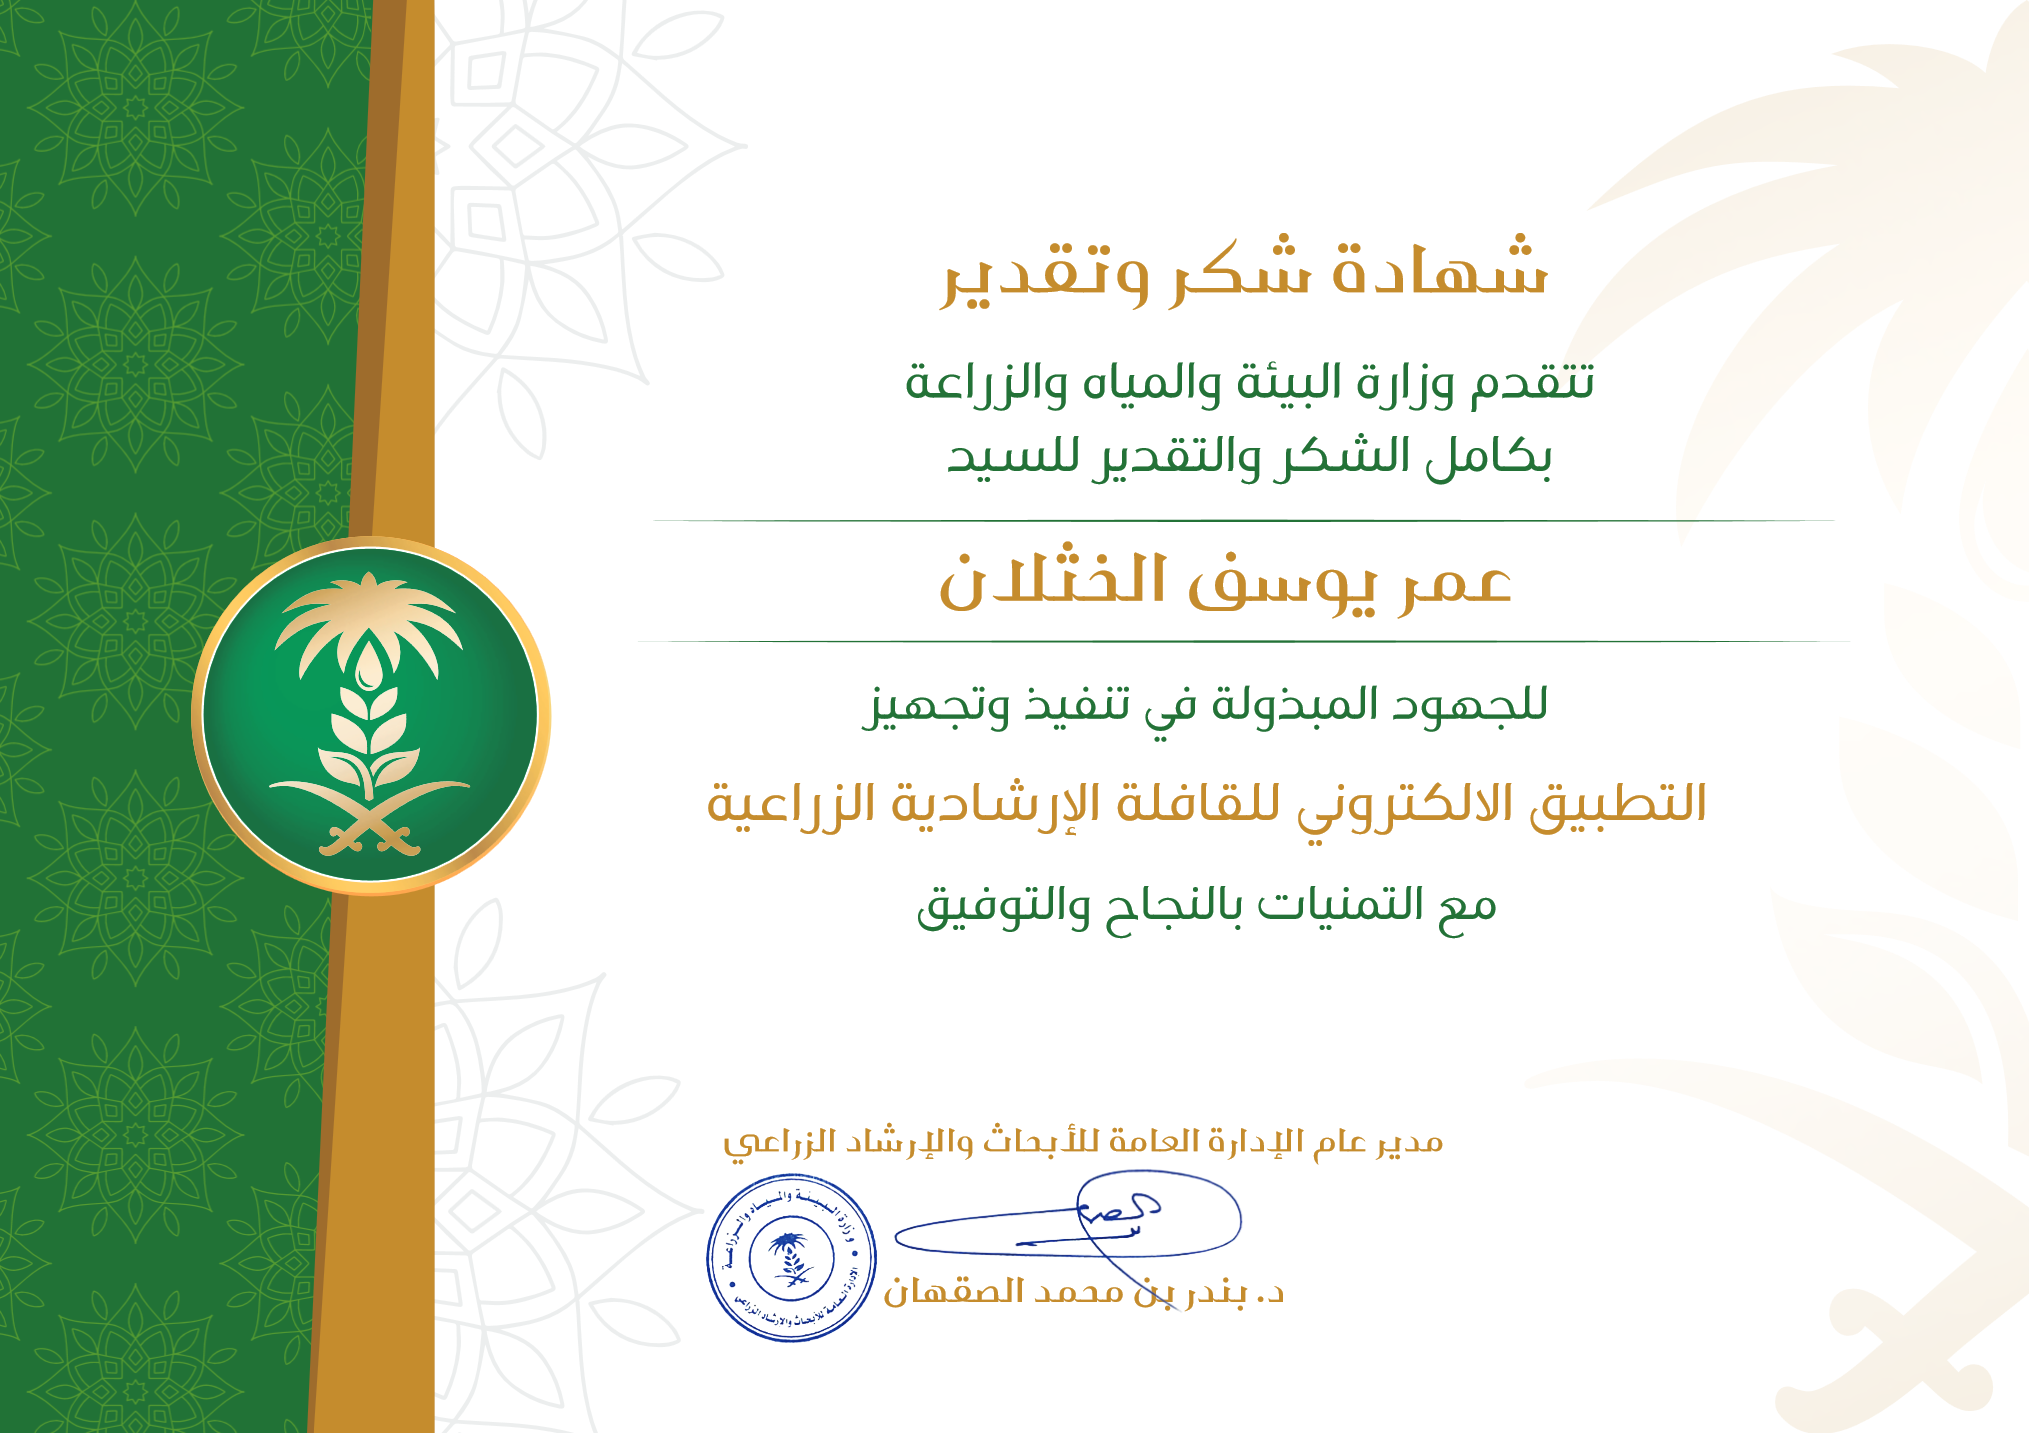 شهادة شكر وتقدير
تتقدم وزارة البيئة والمياه والزراعة
بكامل الشكر والتقدير للسيد
عمر يوسف الخثلان
للجهود المبذولة في تنفيذ وتجهيز
التطبيق الالكتروني للقافلة الإرشادية الزراعية
مع التمنيات بالنجاح والتوفيق
مدير عام الإدارة العامة للأبحاث والإرشاد الزراعي
وزارة البيئة والمياه والزراعة
الإدارة العامة للأبحاث والارشاد الزراعي
د. بندر بن محمد الصقهان